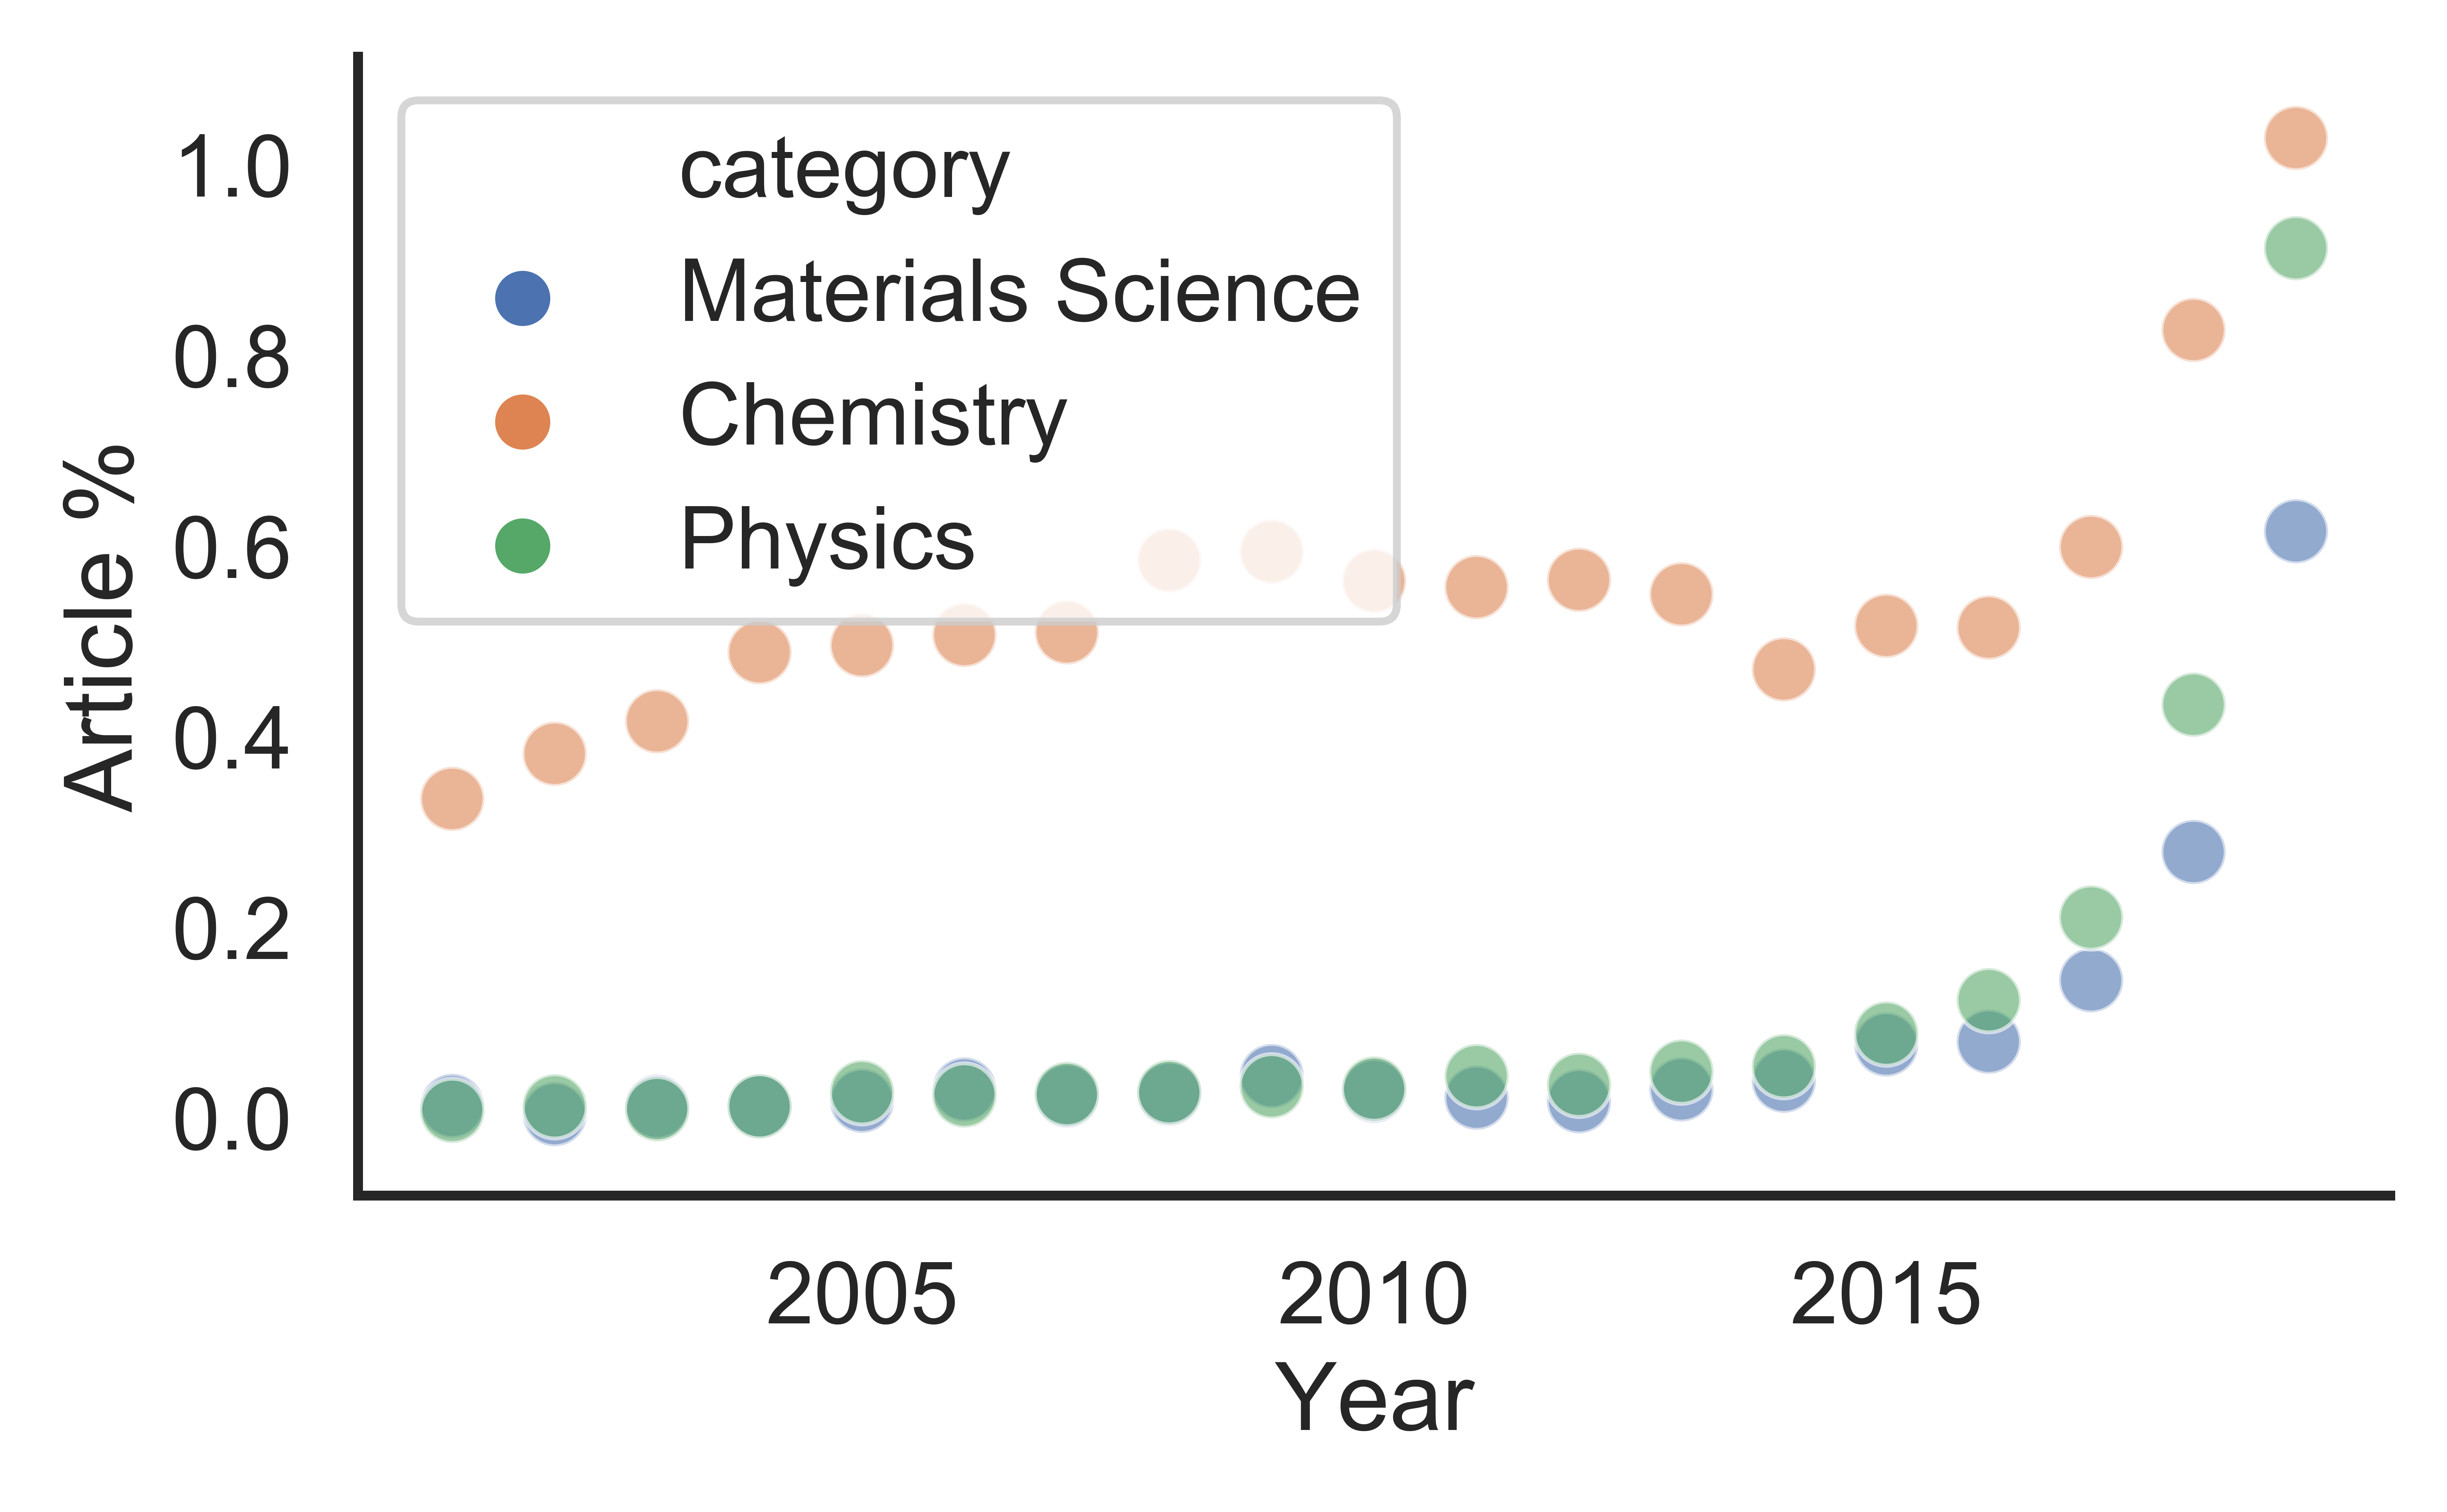 category
Materials Science
Chemistry
Physics
Article %
1.0
0.8
0.6
0.4
0.2
0.0
2005 2010 2015
Year